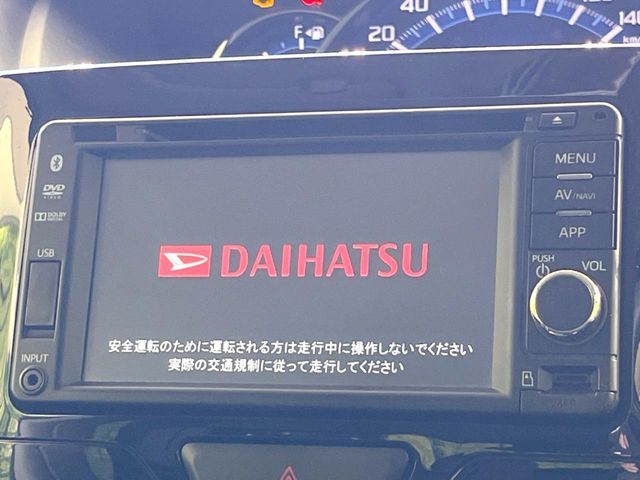 F
20
40
140
km/h
MENU
AV/NAVI
APP
DVD
VIDEO
DOLBY
DIGITAL
USB
DAIHATSU
PUSH
VOL
安全運転のために運転される方は走行中に操作しないでください
実際の交通規制に従って走行してください
INPUT